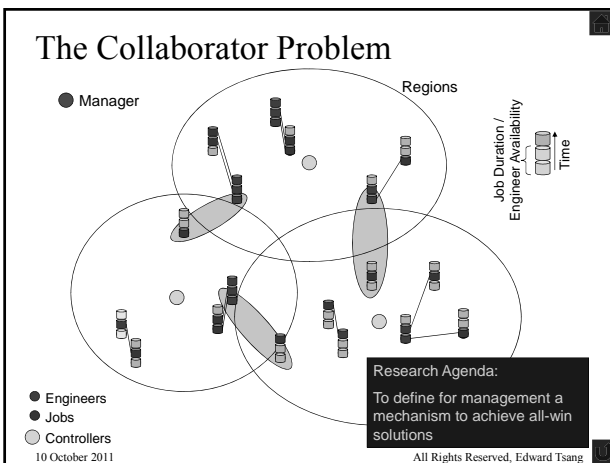 The Collaborator Problem
Manager
Regions
Job Duration /
Engineer Availability
Time
Engineers
Jobs
Controllers
Research Agenda:
To define for management a
mechanism to achieve all-win
solutions
10 October 2011
All Rights Reserved, Edward Tsang